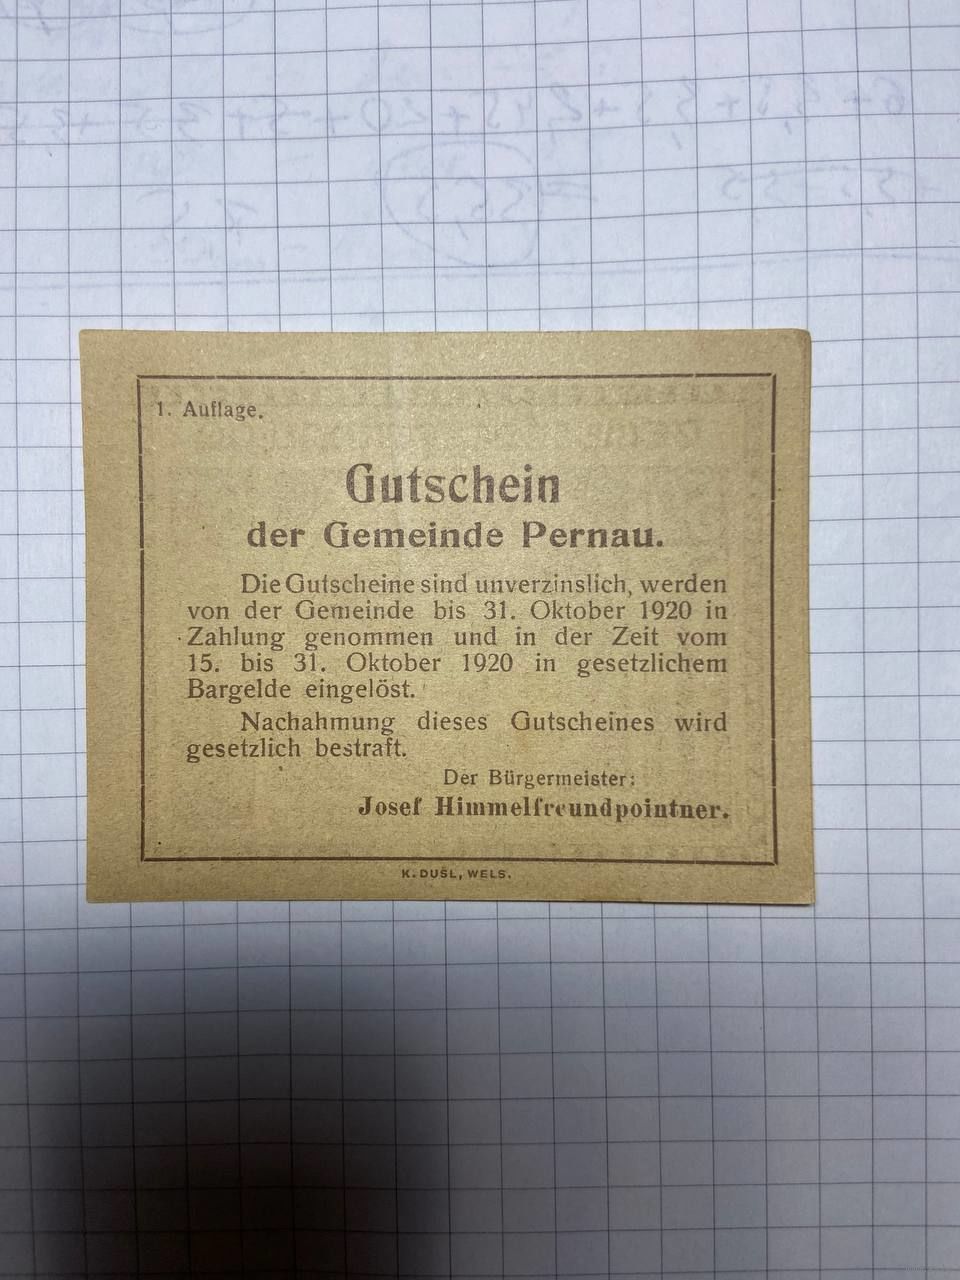 1. Auflage.
Gutschein
der Gemeinde Pernau.
Die Gutscheine sind unverzinslich, werden
von der Gemeinde bis 31. Oktober 1920 in
Zahlung genommen und in der Zeit vom
15. bis 31. Oktober 1920 in gesetzlichem
Bargelde eingelöst.
Nachahmung dieses Gutscheines wird
gesetzlich bestraft.
Der Bürgermeister:
Josef Himmelfreundpointner.
K. DUŠL, WELS.